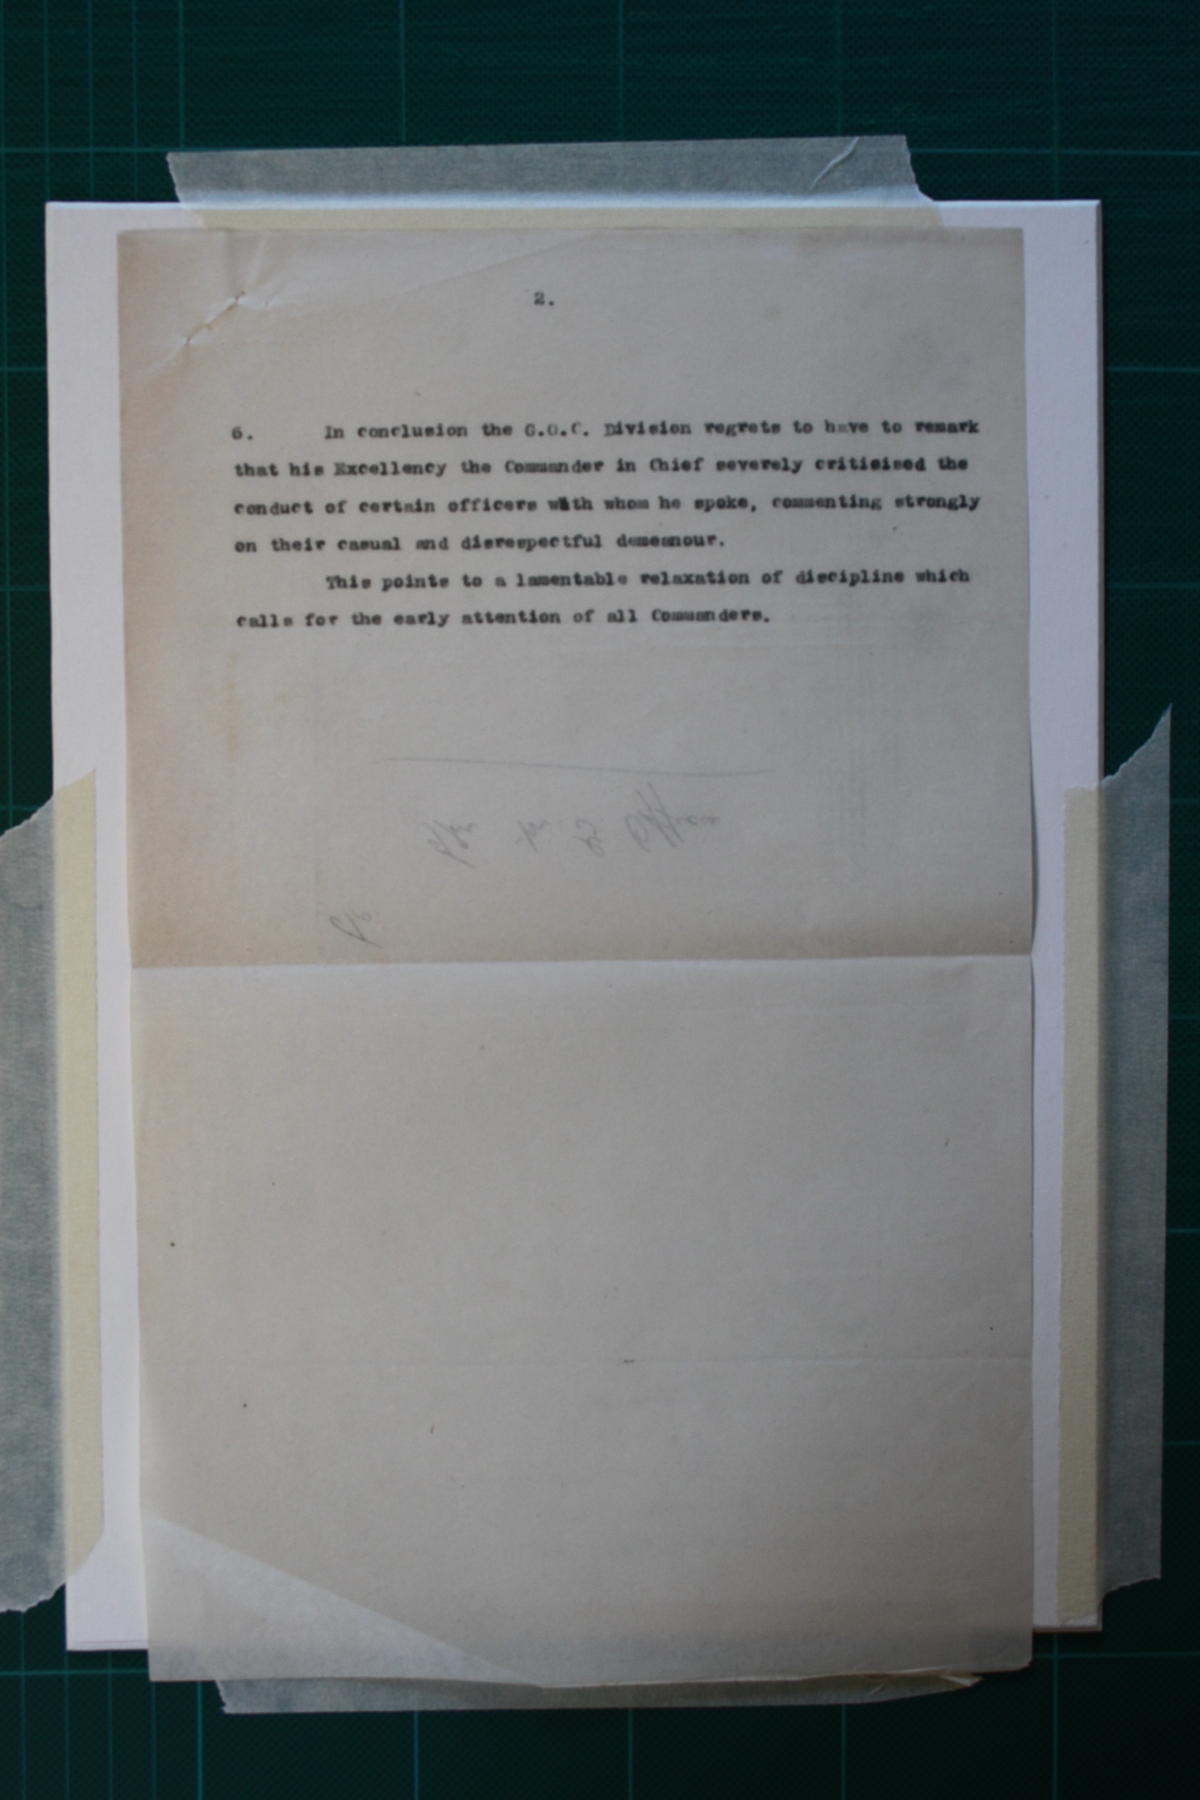 2.
6. In conclusion the G.O.C. Division regrets to have to remark
that his Excellency the Commander in Chief severely criticised the
conduct of certain officers with whom he spoke, commenting strongly
on their casual and disrespectful demeanour.
This points to a lamentable relaxation of discipline which
calls for the early attention of all Commanders.